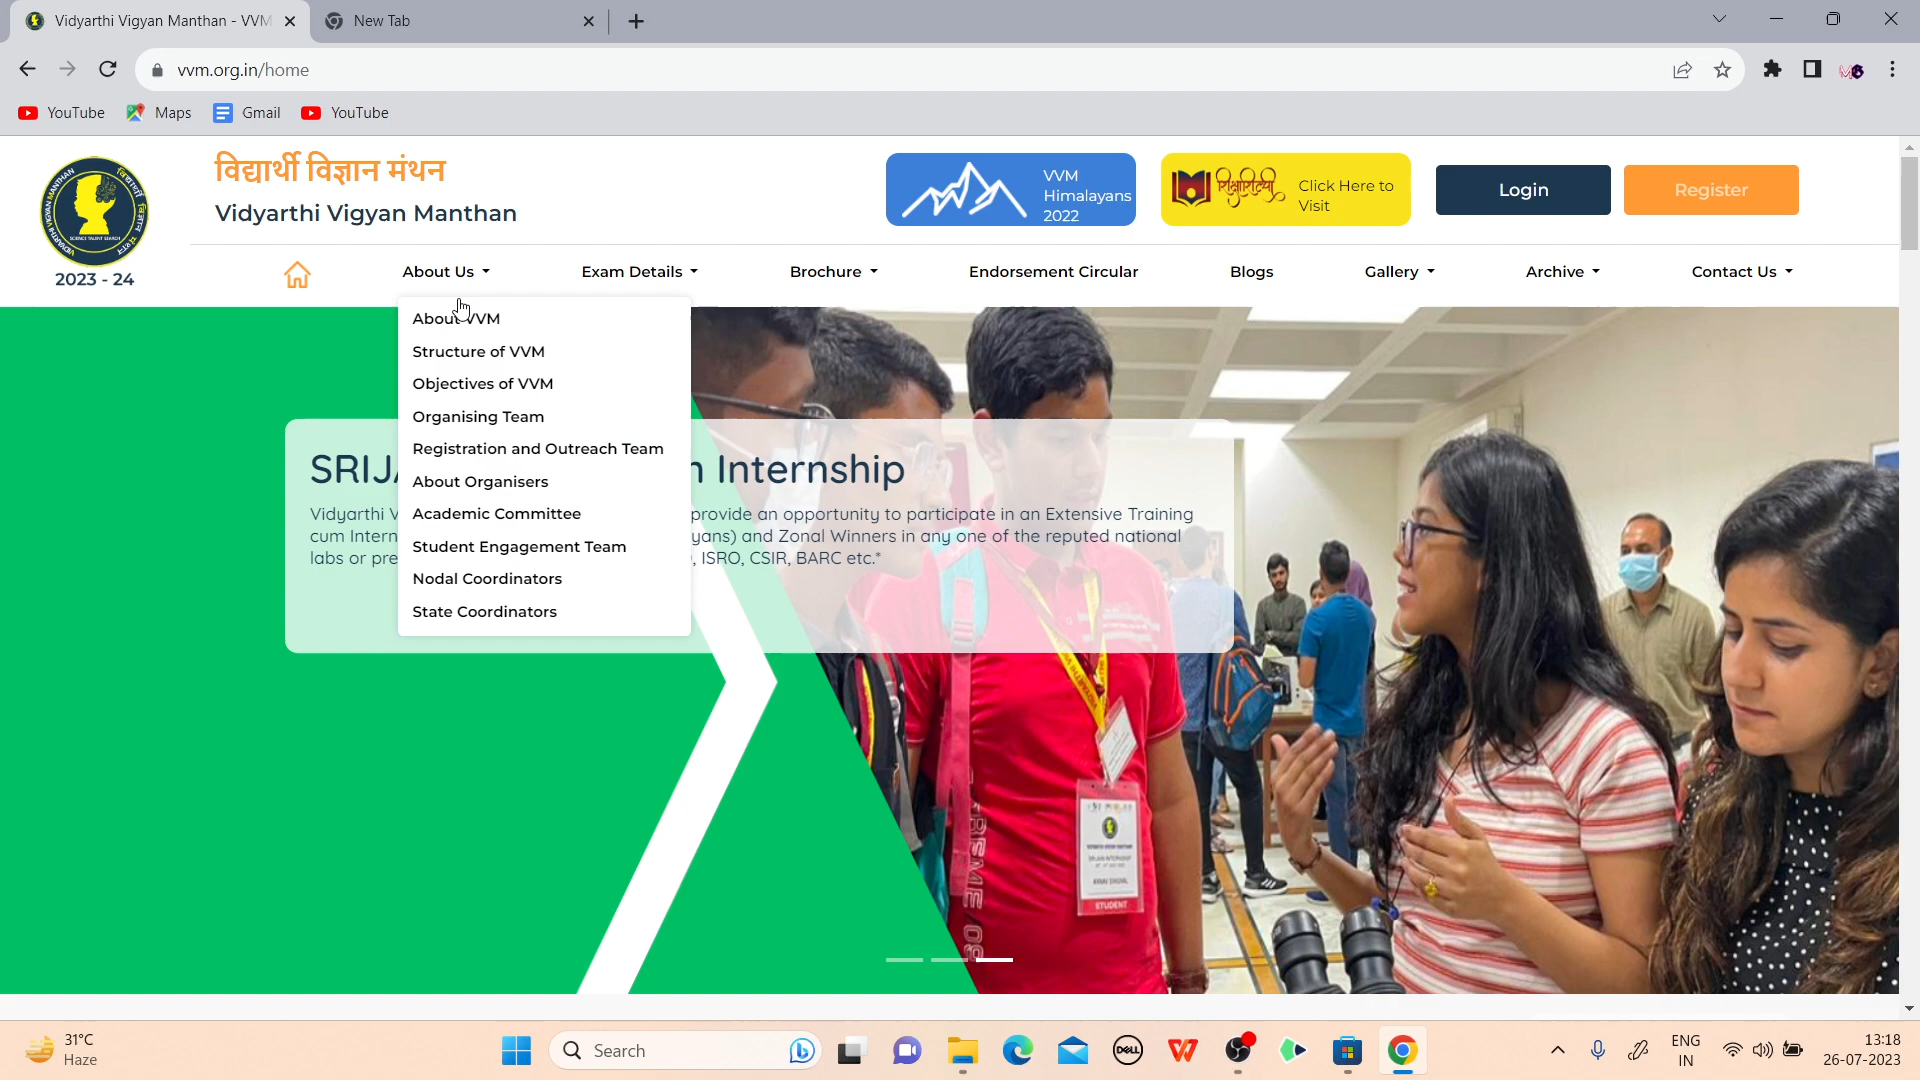 Vidyarthi Vigyan Manthan - VVM
New Tab
vvm.org.in/home
YouTube
Maps
Gmail
YouTube
विद्यार्थी विज्ञान मंथन
Vidyarthi Vigyan Manthan
2023 - 24
VVM
Himalayans
2022
Click Here to
Visit
Login
Register
About Us
Exam Details
Brochure
Endorsement Circular
Blogs
Gallery
Archive
Contact Us
About VVM
Structure of VVM
Objectives of VVM
Organising Team
Registration and Outreach Team
About Organisers
Academic Committee
Student Engagement Team
Nodal Coordinators
State Coordinators
Internship
provide an opportunity to participate in an Extensive Training
cum and Zonal Winners in any one of the reputed national
labs or , ISRO, CSIR, BARC etc.*
STUDENT
31°C
Haze
Search
DELL
ENG
IN
13:18
26-07-2023